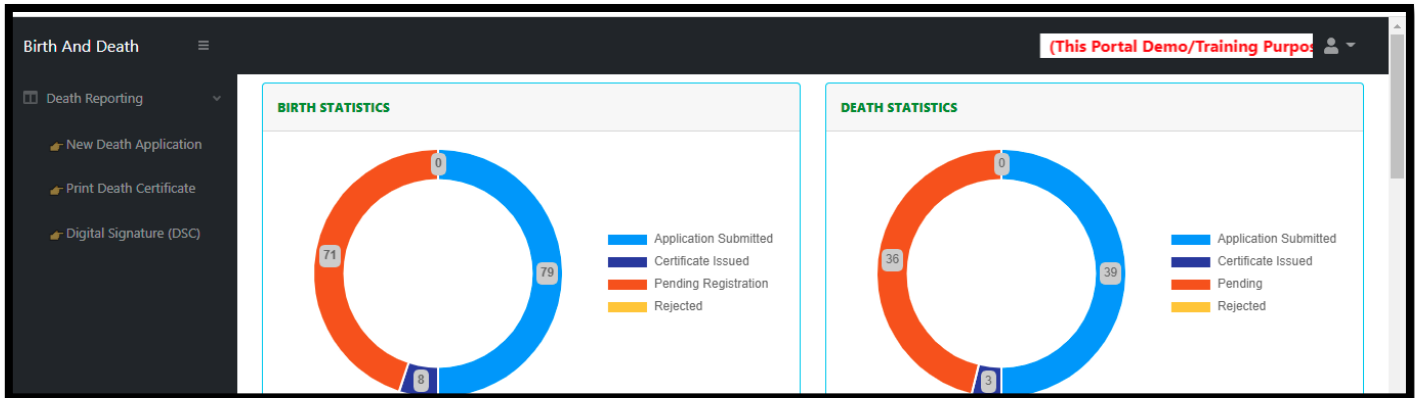 Birth And Death
(This Portal Demo/Training Purpos
Death Reporting
New Death Application
Print Death Certificate
Digital Signature (DSC)
BIRTH STATISTICS
0
71
79
8
Application Submitted
Certificate Issued
Pending Registration
Rejected
DEATH STATISTICS
0
36
39
3
Application Submitted
Certificate Issued
Pending
Rejected